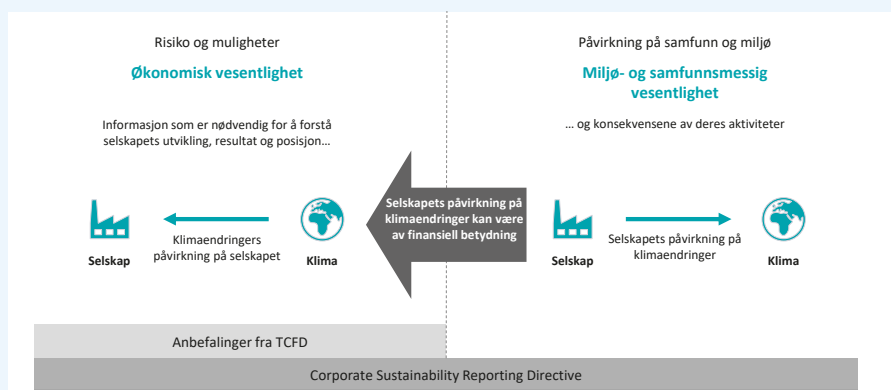 Risiko og muligheter
Økonomisk vesentlighet
Informasjon som er nødvendig for å forstå
selskapets utvikling, resultat og posisjon…
Selskap
Klimaendringers
påvirkning på selskapet
Klima
Selskapets påvirkning på
klimaendringer kan være
av finansiell betydning
Påvirkning på samfunn og miljø
Miljø- og samfunnsmessig
vesentlighet
… og konsekvensene av deres aktiviteter
Selskap
Selskapets påvirkning på
klimaendringer
Klima
Anbefalinger fra TCFD
Corporate Sustainability Reporting Directive